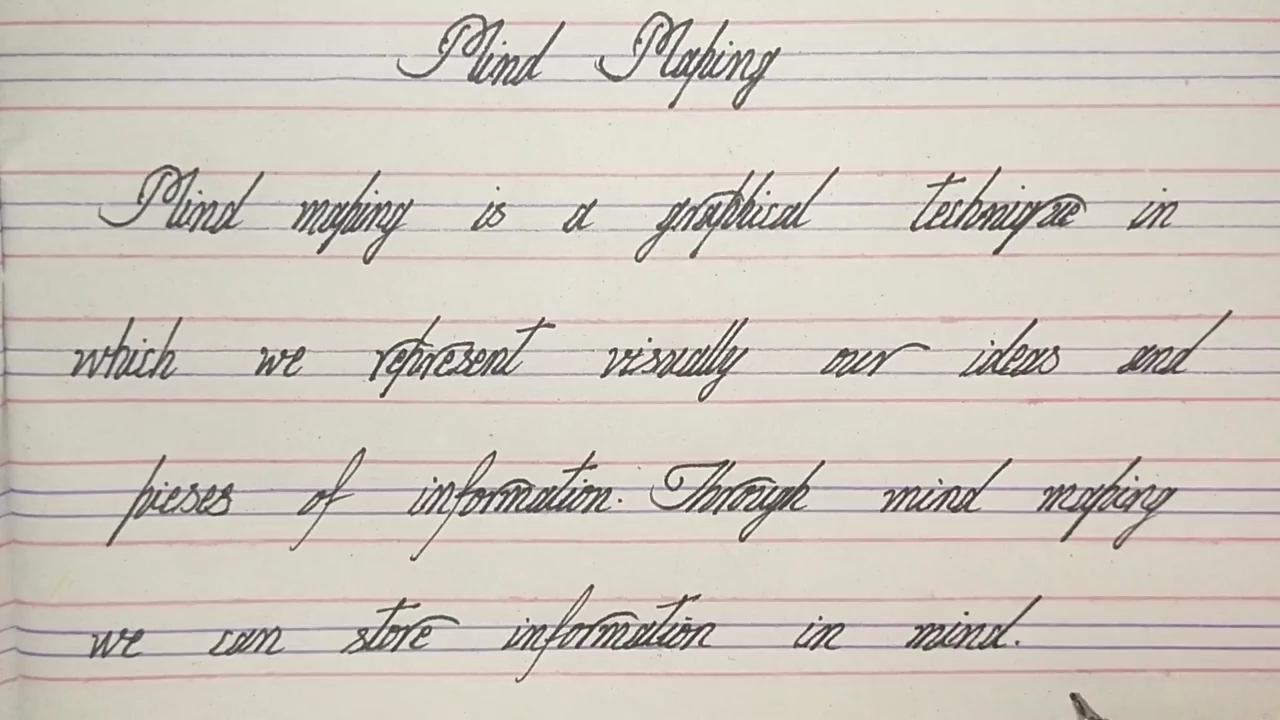 Mind Maping
Mind maping is a graphical technique in
which we represent visually our ideas and
pieses of information. Through mind maping
we can store information in mind.